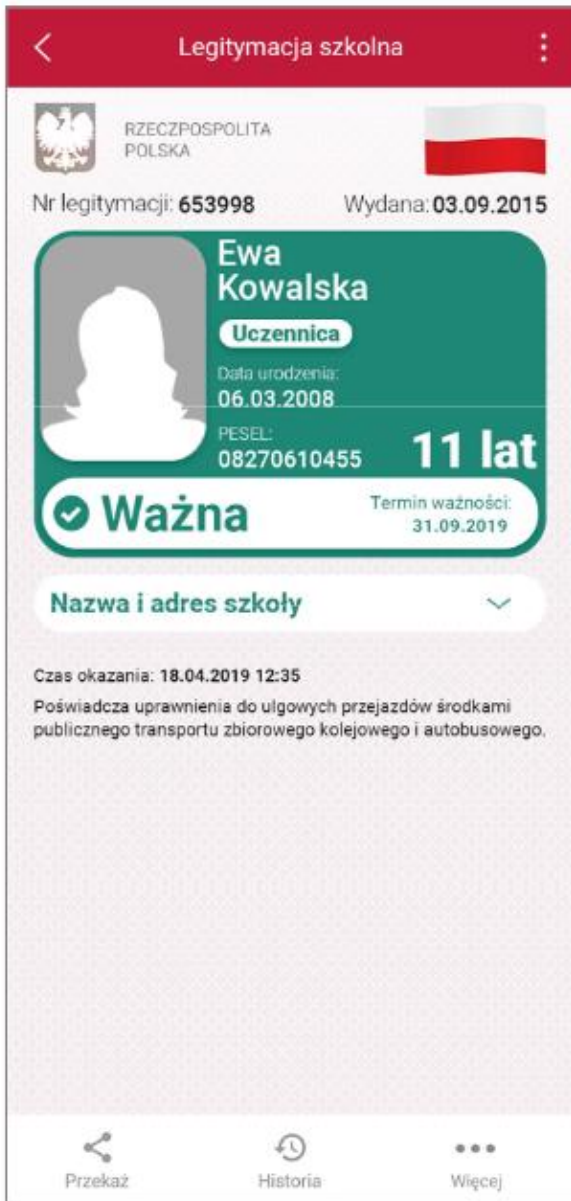 Legitymacja szkolna
RZECZPOSPOLITA
POLSKA
Nr legitymacji: 653998 Wydana: 03.09.2015
Ewa
Kowalska
Uczennica
Data urodzenia:
06.03.2008
PESEL:
08270610455
11 lat
Ważna
Termin ważności:
31.09.2019
Nazwa i adres szkoły
Czas okazania: 18.04.2019 12:35
Poświadcza uprawnienia do ulgowych przejazdów środkami
publicznego transportu zbiorowego kolejowego i autobusowego.
Przekaż Historia Więcej